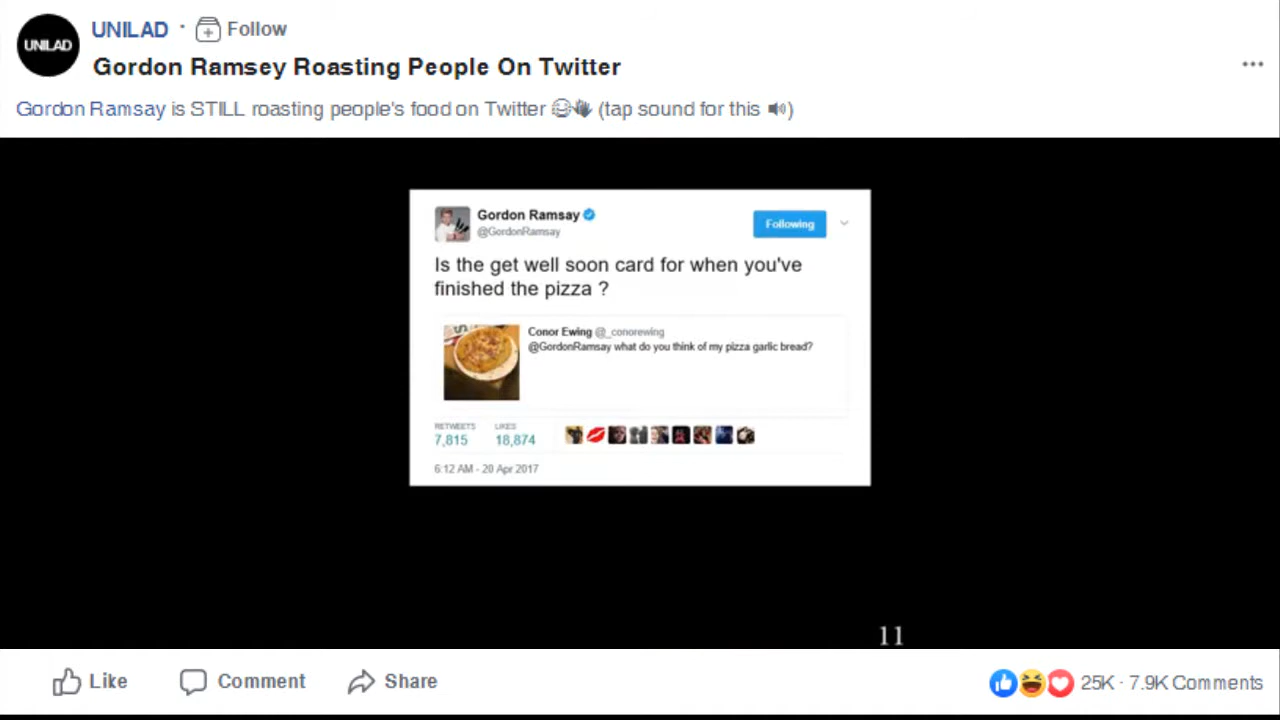 UNILAD
UNILAD · Follow
Gordon Ramsey Roasting People On Twitter
Gordon Ramsay is STILL roasting people's food on Twitter 😂👋 (tap sound for this 🔊)
Gordon Ramsay
@GordonRamsay
Following
Is the get well soon card for when you've
finished the pizza ?
Conor Ewing @_conorewing
@GordonRamsay what do you think of my pizza garlic bread?
RETWEETS LIKES
7,815 18,874
6:12 AM - 20 Apr 2017
11
Like Comment Share 25K · 7.9K Comments